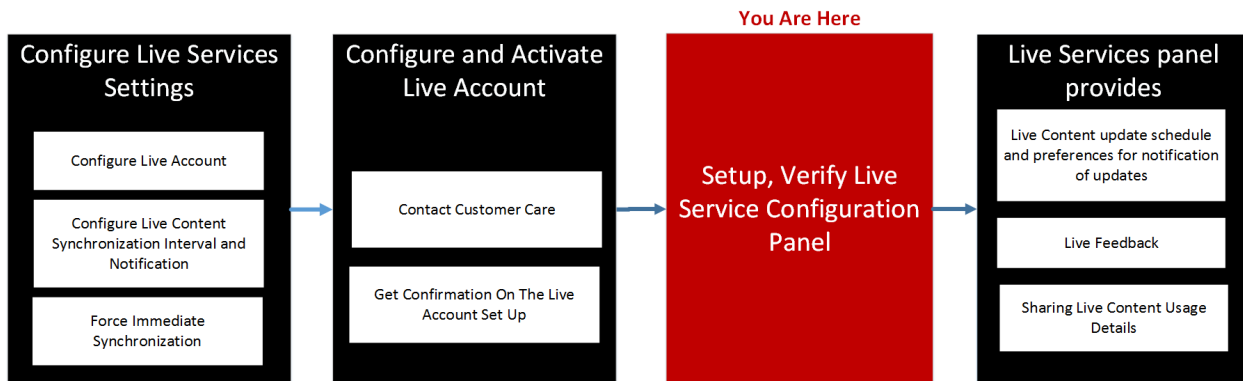 You Are Here
Configure Live Services
Settings
Configure Live Account
Configure Live Content
Synchronization Interval and
Notification
Force Immediate
Synchronization
Configure and Activate
Live Account
Contact Customer Care
Get Confirmation On The Live
Account Set Up
Setup, Verify Live
Service Configuration
Panel
Live Services panel
provides
Live Content update schedule
and preferences for notification
of updates
Live Feedback
Sharing Live Content Usage
Details